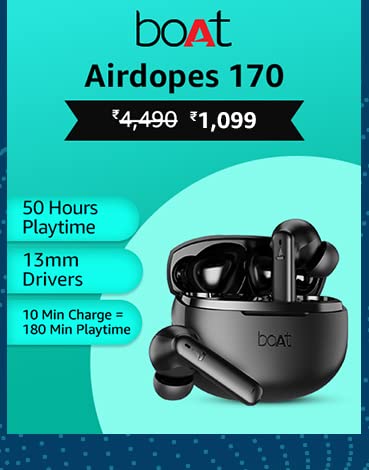 boAt
Airdopes 170
₹4,490 ₹1,099
50 Hours
Playtime
13mm
Drivers
10 Min Charge =
180 Min Playtime
boAt